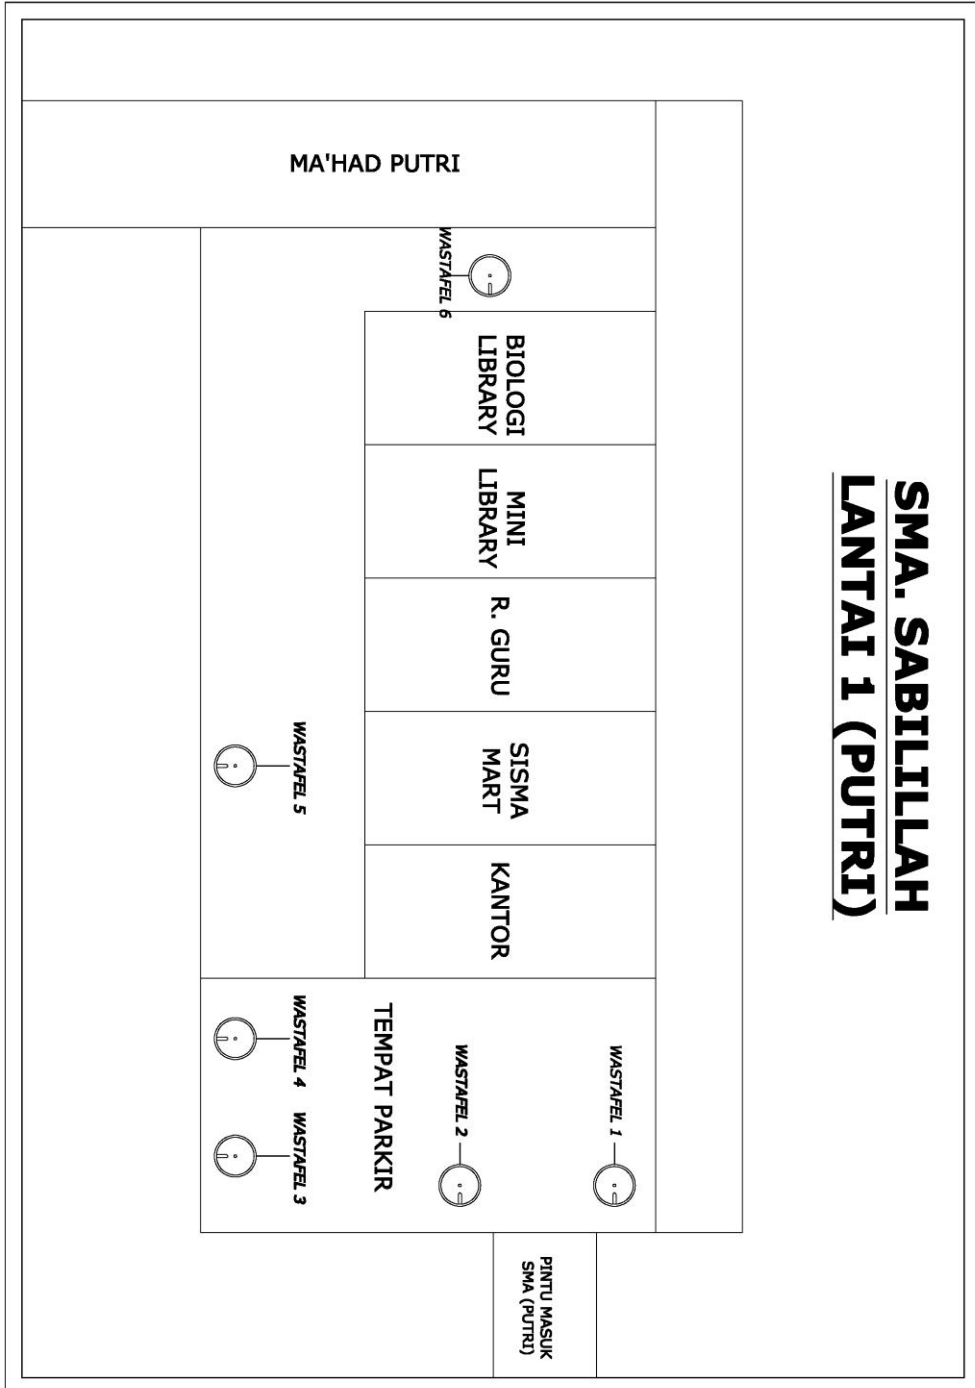 SMA. SABILILLAH
LANTAI 1 (PUTRI)
MA'HAD PUTRI
WASTAFEL 6
BIOLOGI
LIBRARY
MINI
LIBRARY
R. GURU
SISMA
MART
KANTOR
WASTAFEL 5
TEMPAT PARKIR
WASTAFEL 4
WASTAFEL 3
WASTAFEL 2
WASTAFEL 1
PINTU MASUK
SMA (PUTRI)